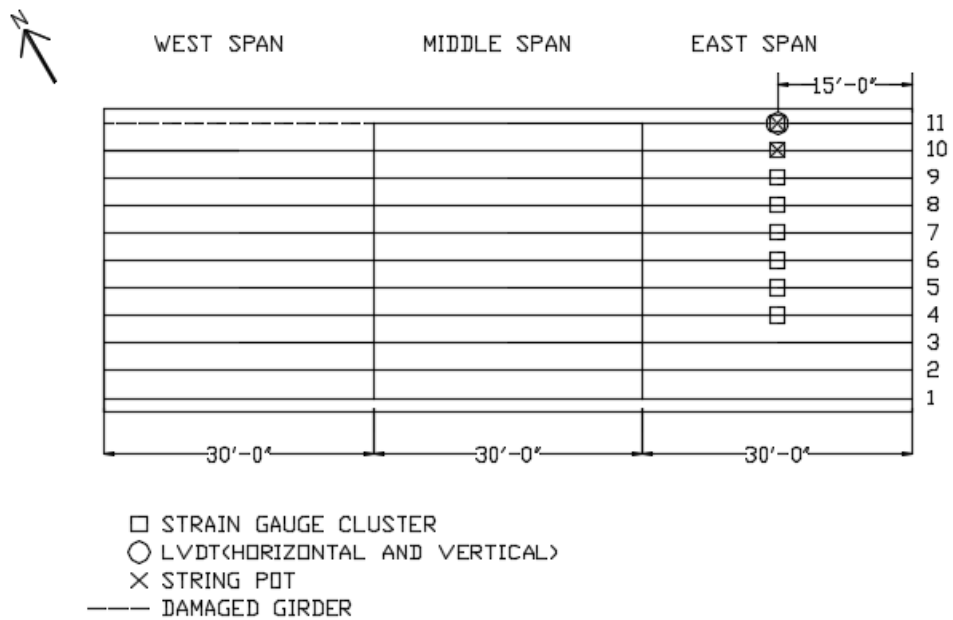 N
WEST SPAN MIDDLE SPAN EAST SPAN
15'-0"
11
10
9
8
7
6
5
4
3
2
1
30'-0" 30'-0" 30'-0"
STRAIN GAUGE CLUSTER
LVDT(HORIZONTAL AND VERTICAL)
STRING POT
DAMAGED GIRDER